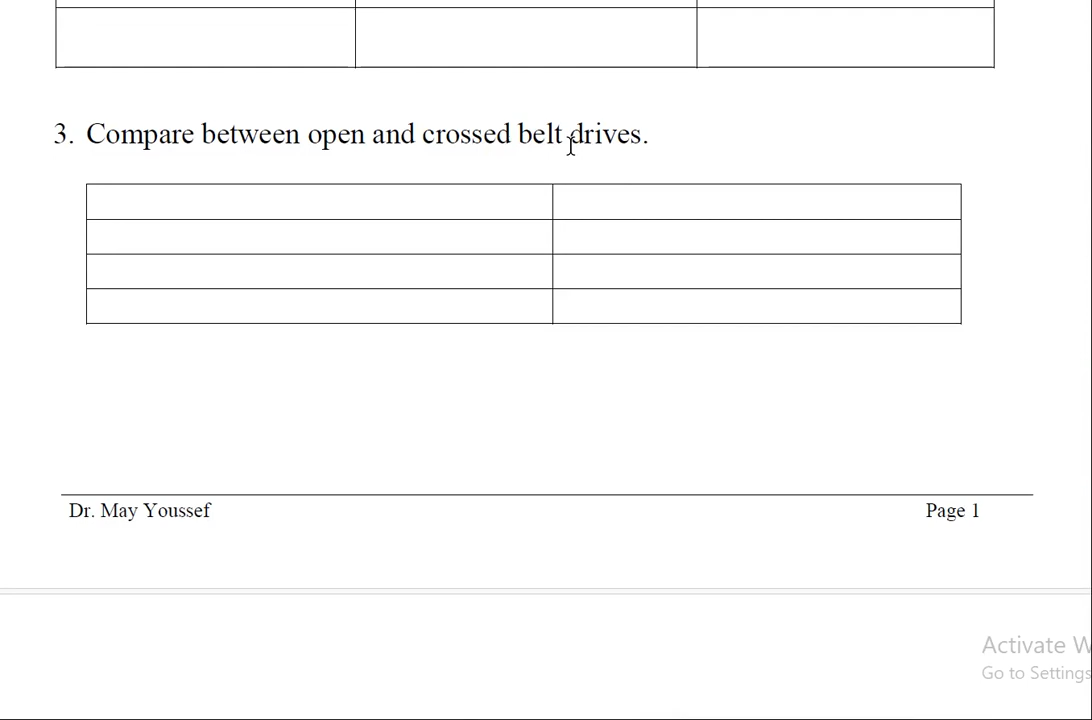 3. Compare between open and crossed belt drives.
Dr. May Youssef
Page 1
Activate W
Go to Settings